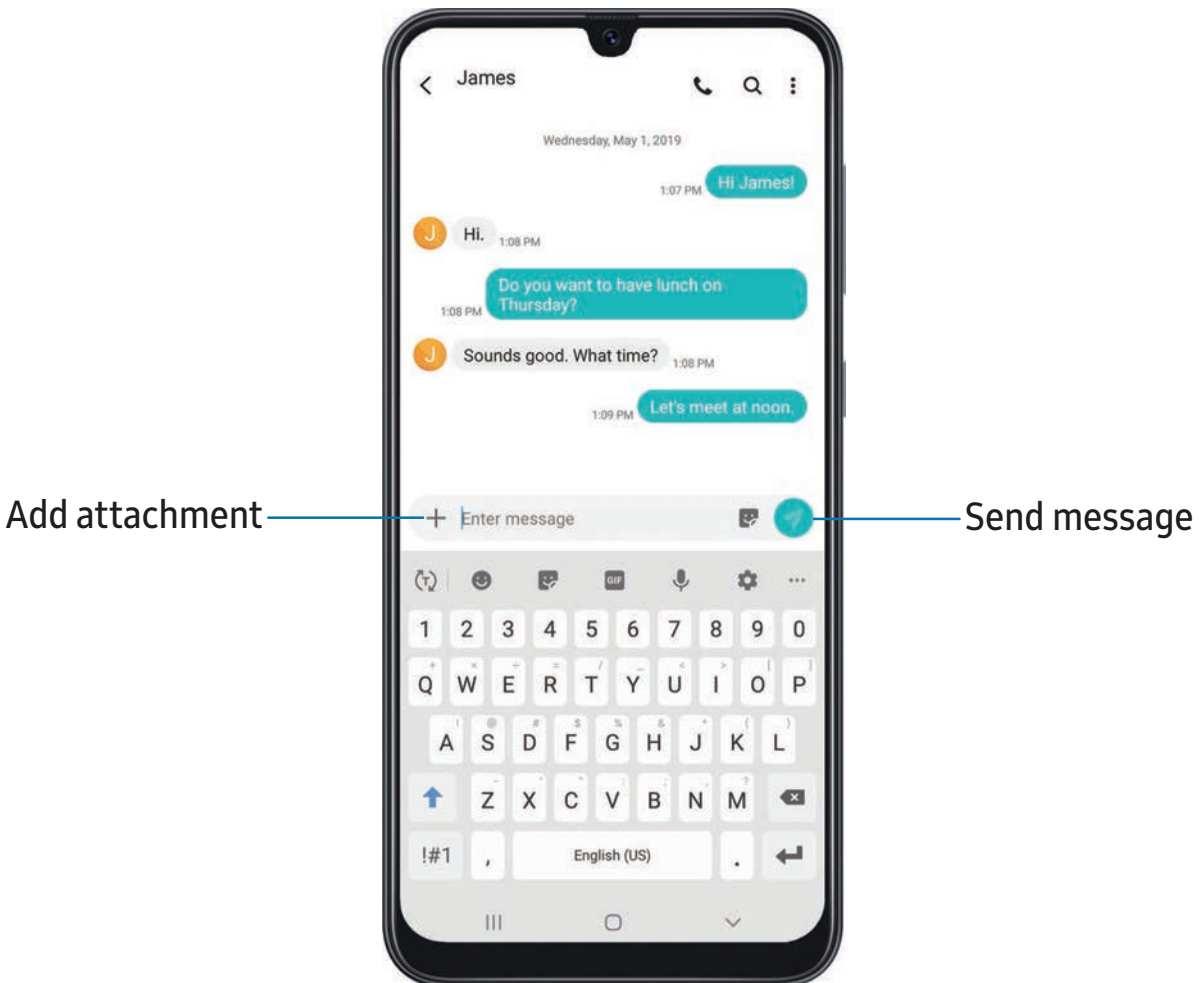 James
Wednesday, May 1, 2019
1:07 PM Hi James!
J Hi. 1:08 PM
Do you want to have lunch on
1:08 PM Thursday?
J Sounds good. What time? 1:08 PM
1:09 PM Let's meet at noon.
Add attachment Enter message Send message
T GIF
1 2 3 4 5 6 7 8 9 0
+ × ÷ = / _ < > [ ]
Q W E R T Y U I O P
! @ # $ % & * ( )
A S D F G H J K L
- ' " : ; , ?
Z X C V B N M
!#1 , English (US) .